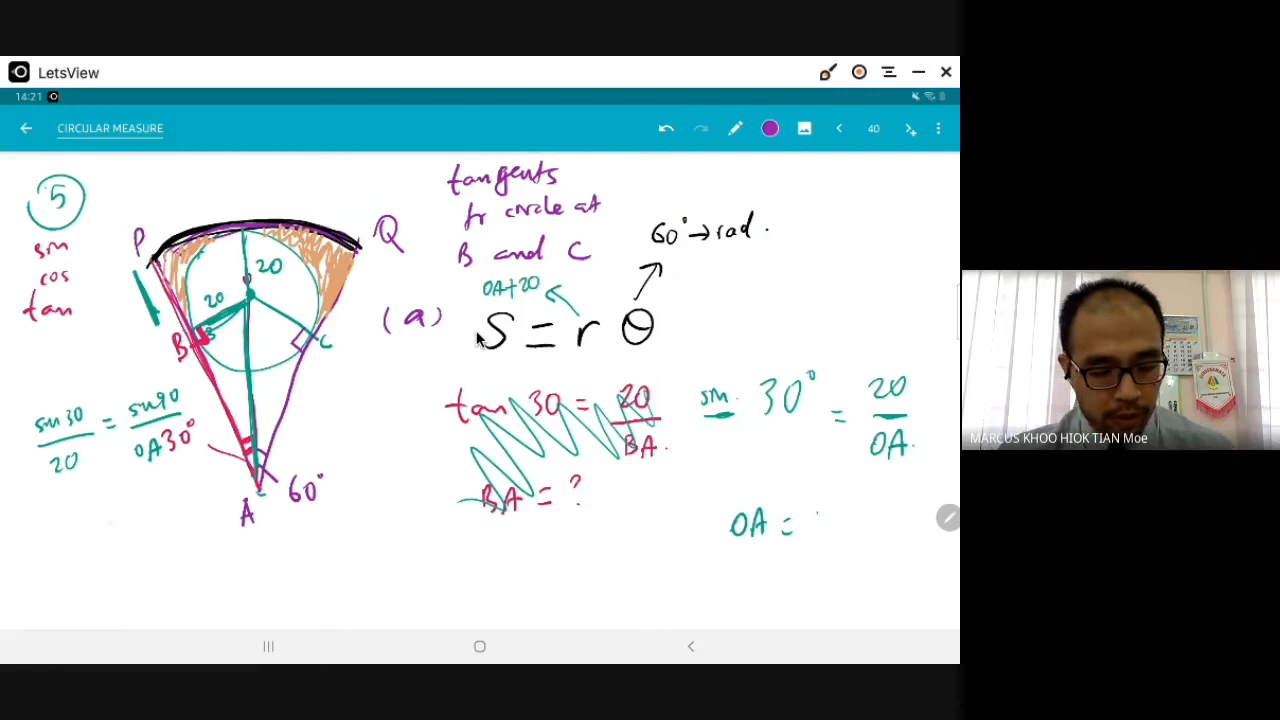 LetsView
14:21
CIRCULAR MEASURE
40
5
sin
cos
tan
P
Q
20
O
20
B
C
A
60°
30°
sin 30 / 20 = sin 90 / OA
tangents
to circle at
B and C
60° → rad.
OA+20
(a)
S = r θ
tan 30 = 20 / BA.
BA = ?
sin 30° = 20 / OA.
OA =
MARCUS KHOO HIOK TIAN Moe